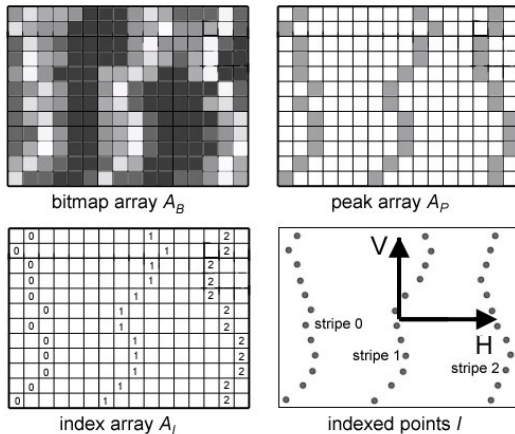 bitmap array A_B
peak array A_P
0 1 2
0 1 2
0 1 2
0 1 2
0 1 2
0 1 2
0 1 2
0 1 2
0 1 2
0 1 2
0 1 2
0 1 2
V
stripe 0
H
stripe 1
stripe 2
index array A_I
indexed points I